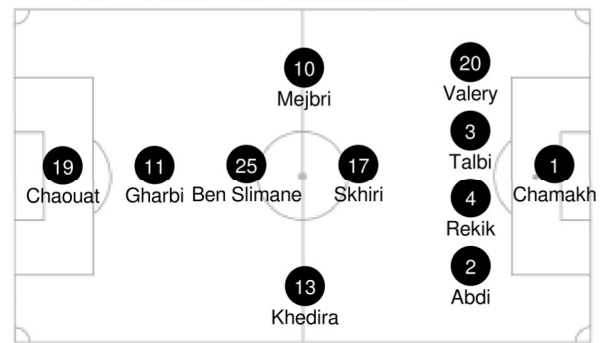 10
Mejbri
20
Valery
3
Talbi
19
Chaouat
11
Gharbi
25
Ben Slimane
17
Skhiri
1
Chamakh
4
Rekik
2
Abdi
13
Khedira